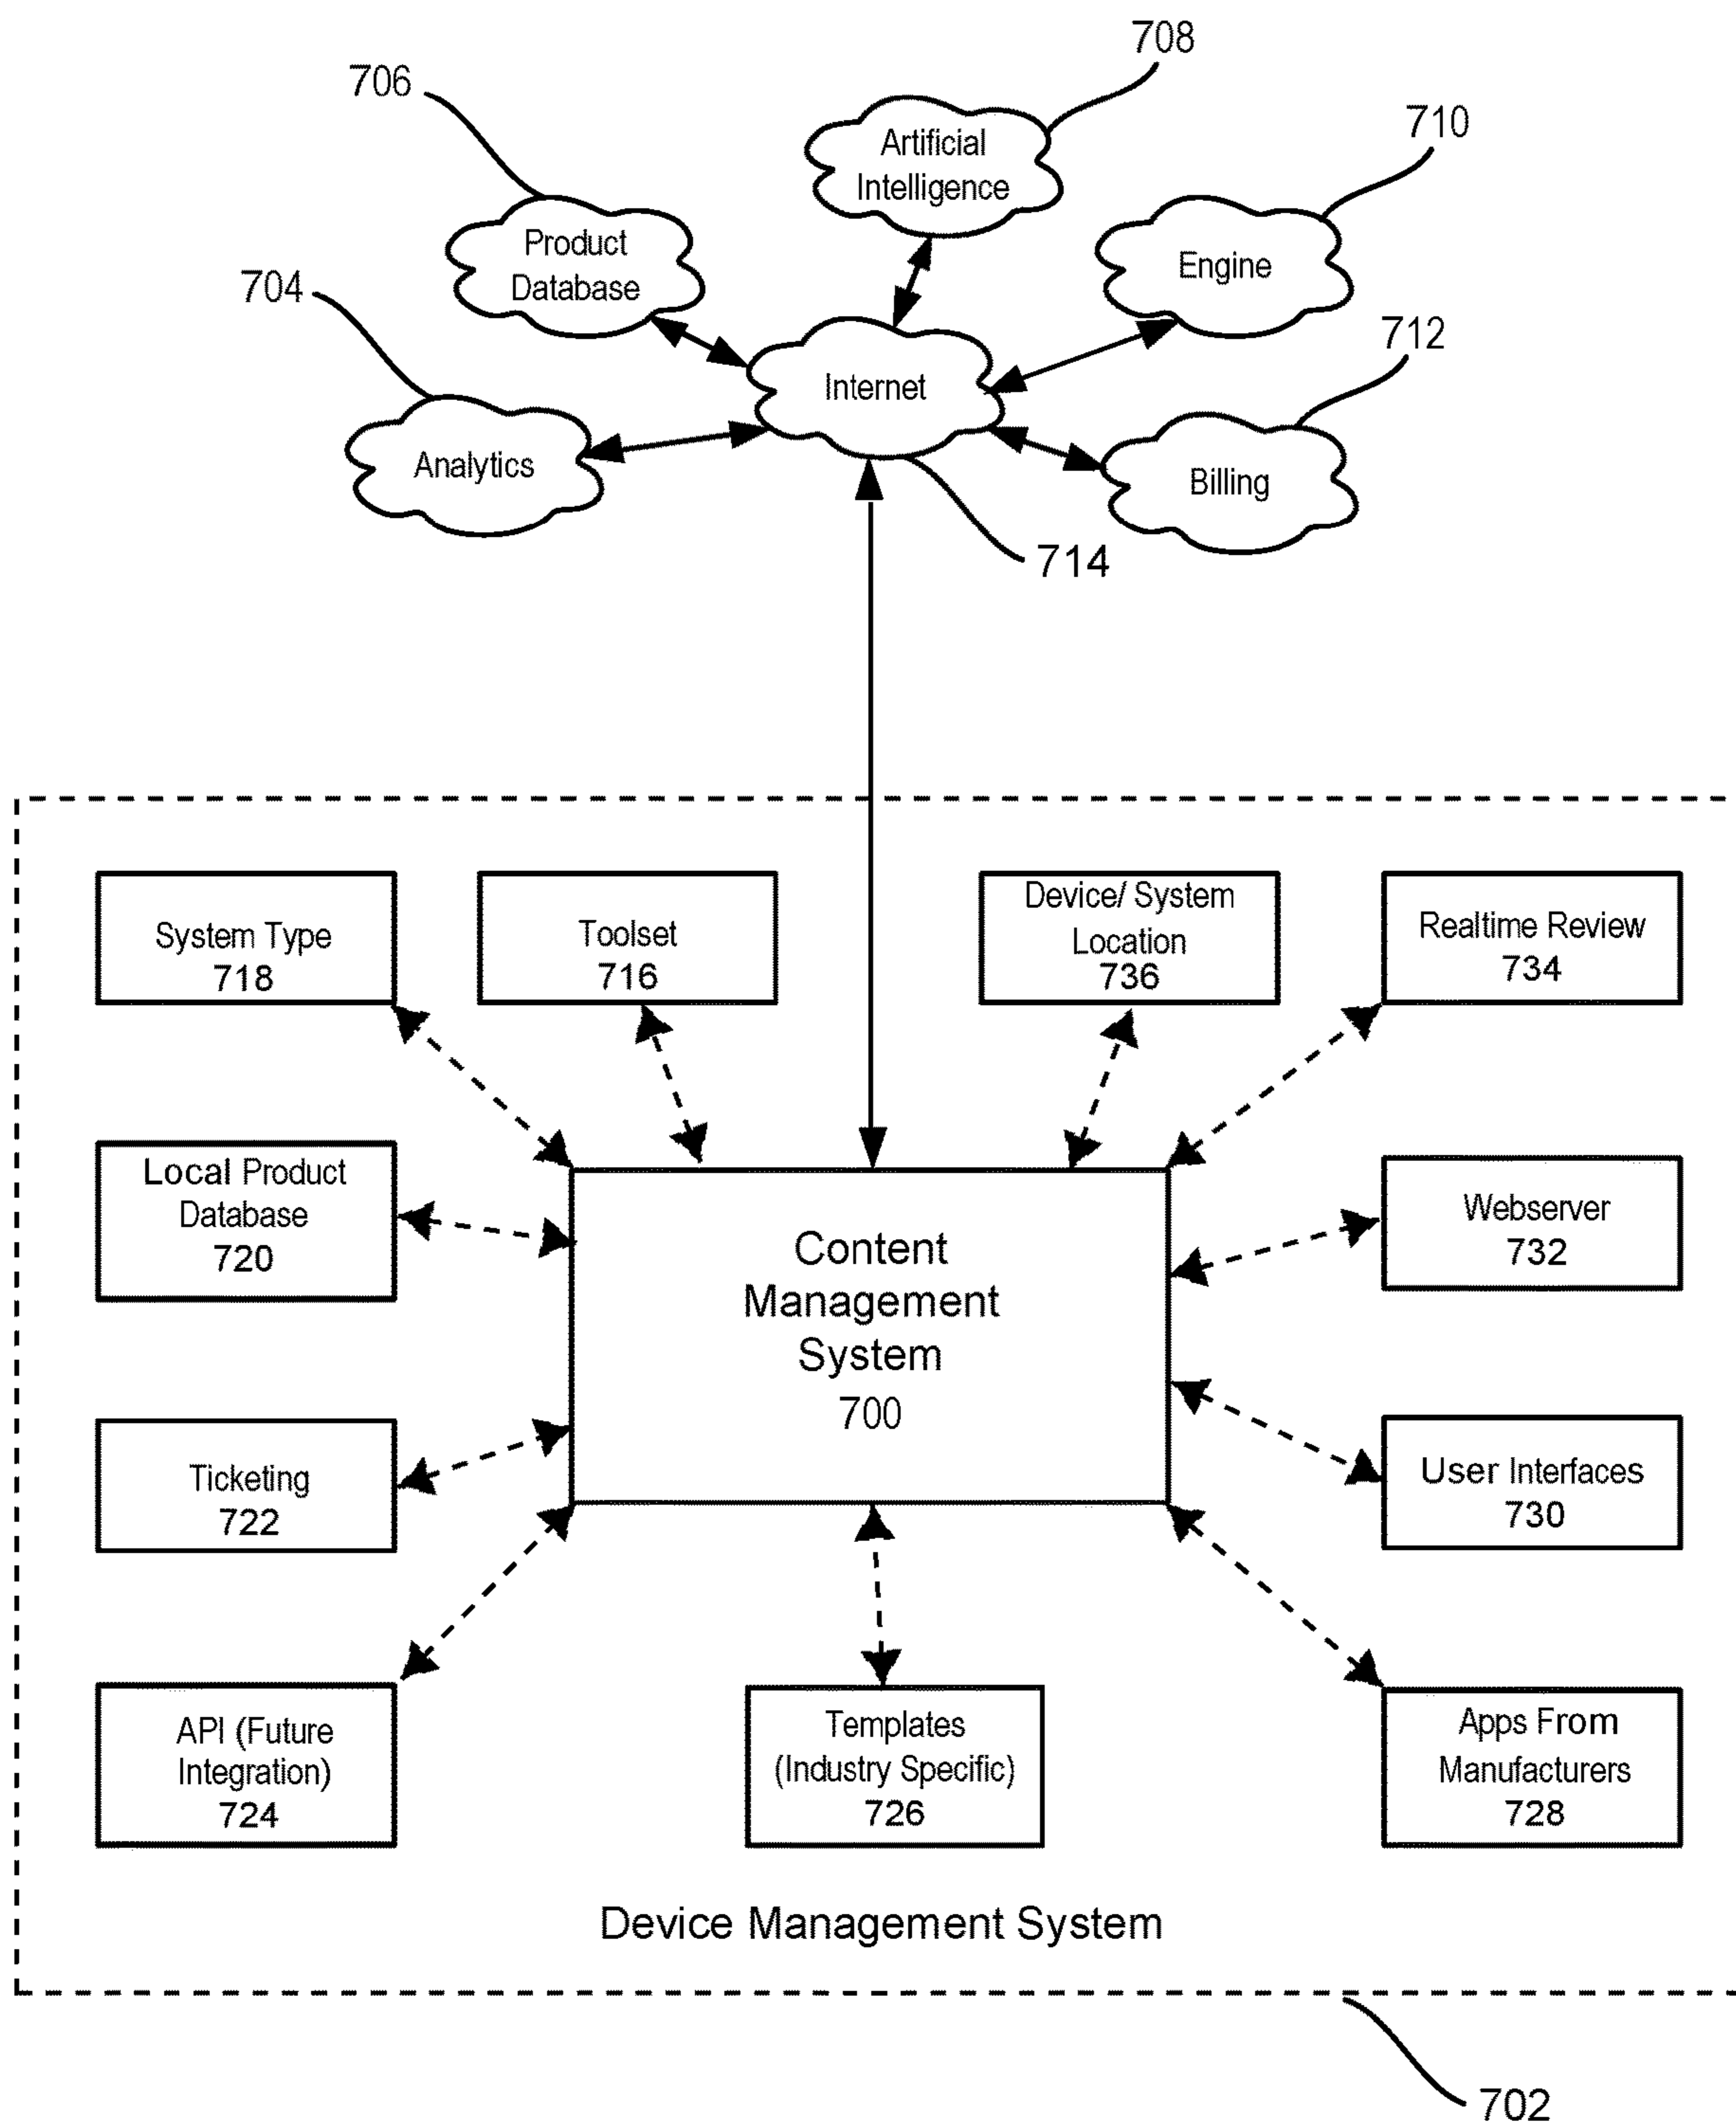 708
706
Artificial
Intelligence
710
Product
Database
Engine
704
712
Internet
Analytics
Billing
714
System Type
718
Toolset
716
Device/ System
Location
736
Realtime Review
734
Local Product
Database
720
Content
Management
System
700
Webserver
732
Ticketing
722
User Interfaces
730
API (Future
Integration)
724
Templates
(Industry Specific)
726
Apps From
Manufacturers
728
Device Management System
702